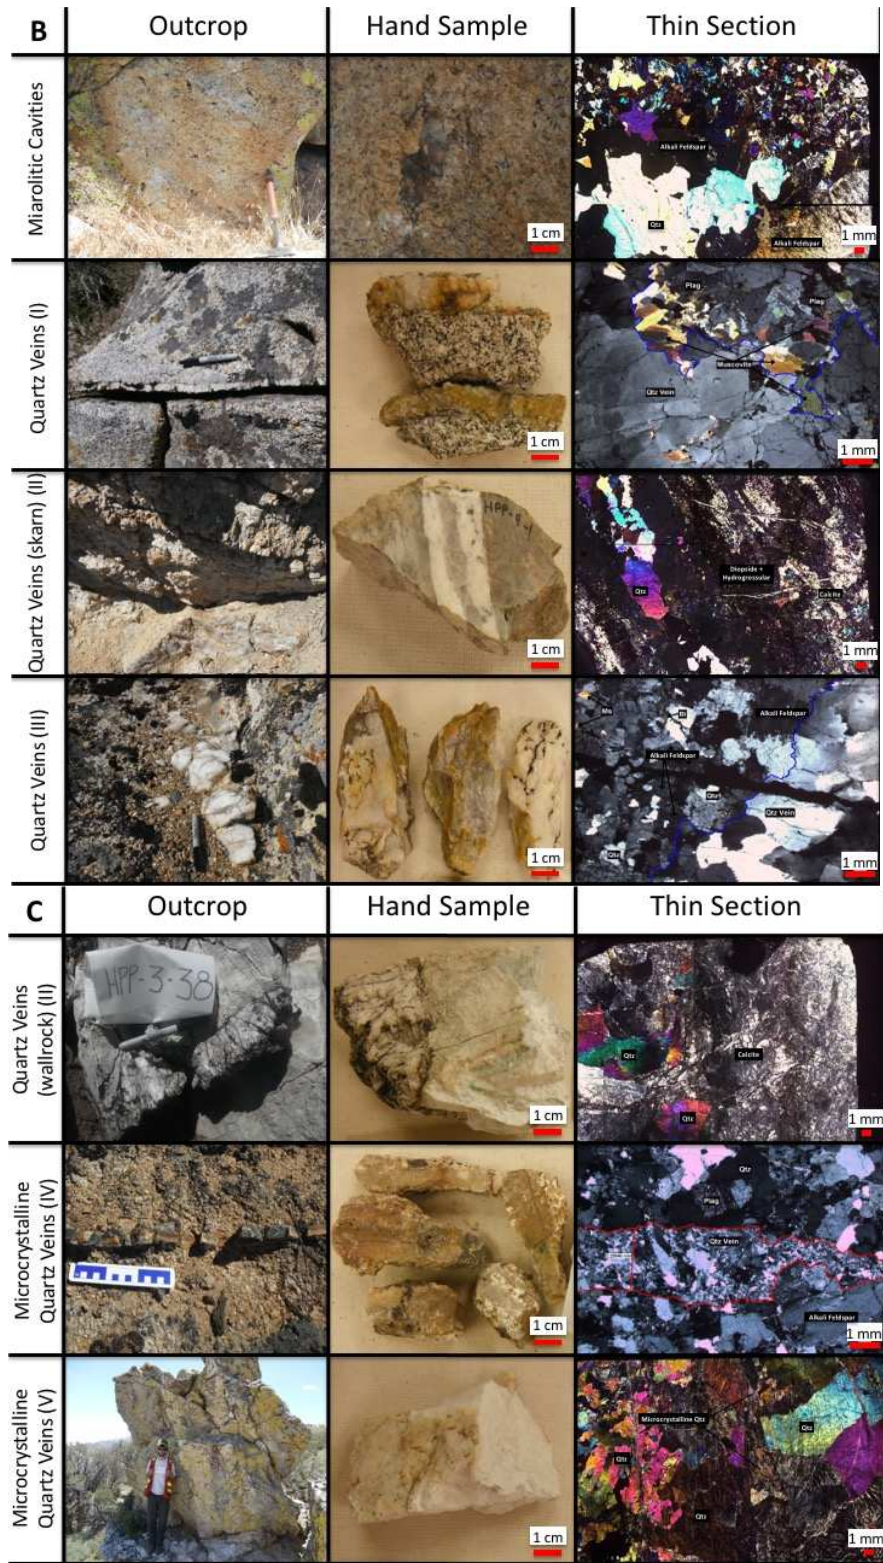 B
Outcrop
Hand Sample
Thin Section
Miarolitic Cavities
Alkali Feldspar
Qtz
Alkali Feldspar
1 cm
1 mm
Quartz Veins (I)
Plag
Plag
Muscovite
Qtz Vein
1 cm
1 mm
Quartz Veins (skarn) (II)
HPP-9-1
Diopside +
Hydrogrossular
Qtz
Calcite
1 cm
1 mm
Quartz Veins (III)
Ms
Bi
Alkali Feldspar
Alkali Feldspar
Qtz
Qtz Vein
Qtz
1 cm
1 mm
C
Outcrop
Hand Sample
Thin Section
Quartz Veins
(wallrock) (II)
HPP-3-38
Qtz
Calcite
Qtz
1 cm
1 mm
Microcrystalline
Quartz Veins (IV)
Qtz
Plag
Qtz Vein
Alkali Feldspar
1 cm
1 mm
Microcrystalline
Quartz Veins (V)
Microcrystalline Qtz
Qtz
Qtz
Qtz
1 cm
1 mm